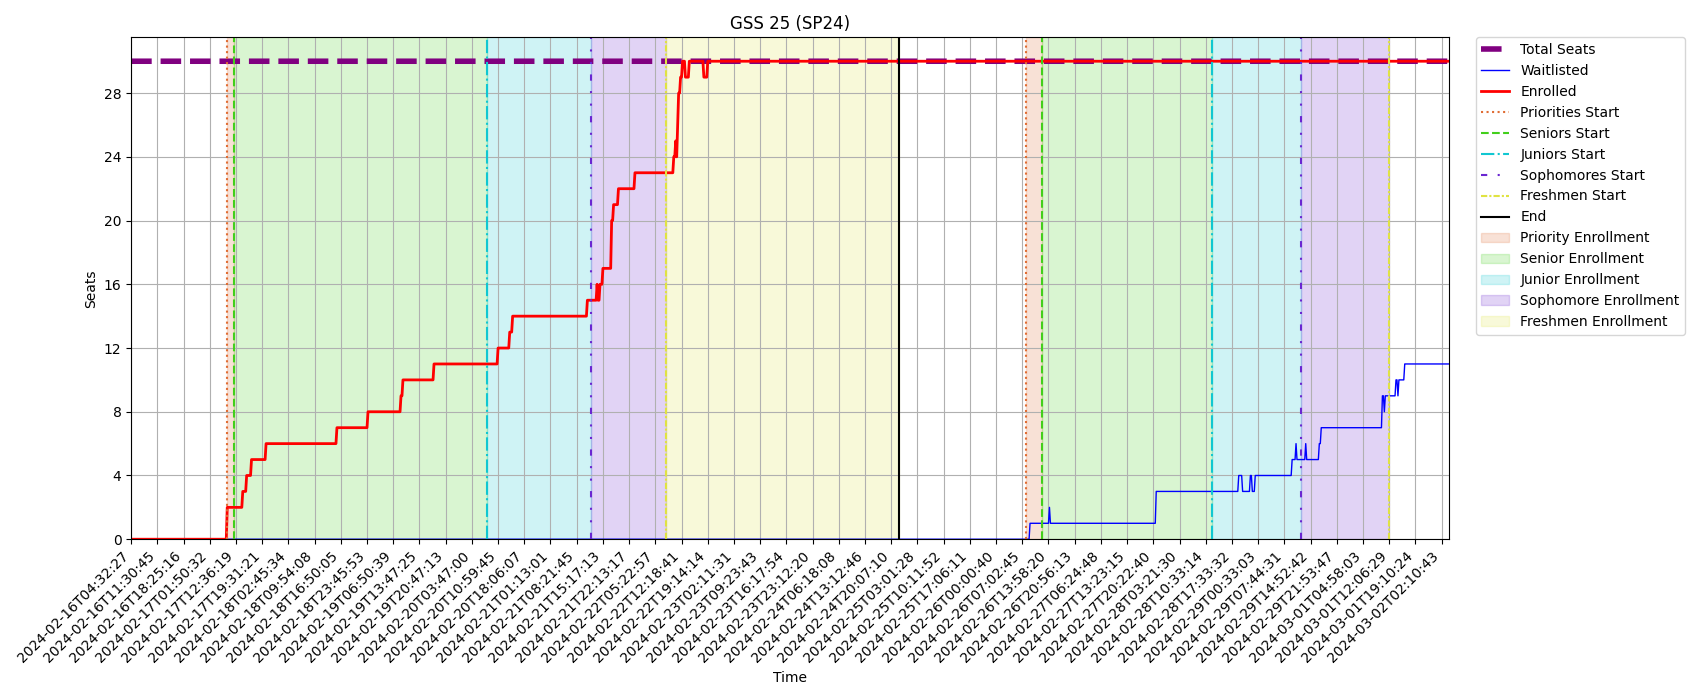 GSS 25 (SP24)
Total Seats
Waitlisted
Enrolled
Priorities Start
Seniors Start
Juniors Start
Sophomores Start
Freshmen Start
End
Priority Enrollment
Senior Enrollment
Junior Enrollment
Sophomore Enrollment
Freshmen Enrollment
Seats
28
24
20
16
12
8
4
0
2024-02-16T04:32:27
2024-02-16T11:30:45
2024-02-16T18:25:16
2024-02-17T01:50:32
2024-02-17T12:36:19
2024-02-17T19:31:21
2024-02-18T02:45:34
2024-02-18T09:54:08
2024-02-18T16:50:05
2024-02-18T23:45:53
2024-02-19T06:50:39
2024-02-19T13:47:25
2024-02-19T20:47:13
2024-02-20T03:47:00
2024-02-20T10:59:45
2024-02-20T18:06:07
2024-02-21T01:13:01
2024-02-21T08:21:45
2024-02-21T15:17:13
2024-02-21T22:13:17
2024-02-22T05:22:57
2024-02-22T12:18:41
2024-02-22T19:14:14
2024-02-23T02:11:31
2024-02-23T09:23:43
2024-02-23T16:17:54
2024-02-23T23:12:20
2024-02-24T06:18:08
2024-02-24T13:12:46
2024-02-24T20:07:10
2024-02-25T03:01:28
2024-02-25T10:11:52
2024-02-25T17:06:11
2024-02-26T00:00:40
2024-02-26T07:02:45
2024-02-26T13:58:20
2024-02-26T20:56:13
2024-02-27T06:24:48
2024-02-27T13:23:15
2024-02-27T20:22:40
2024-02-28T03:21:30
2024-02-28T10:33:14
2024-02-28T17:33:32
2024-02-29T00:33:03
2024-02-29T07:44:31
2024-02-29T14:52:42
2024-02-29T21:53:47
2024-03-01T04:58:03
2024-03-01T12:06:29
2024-03-01T19:10:24
2024-03-02T02:10:43
Time